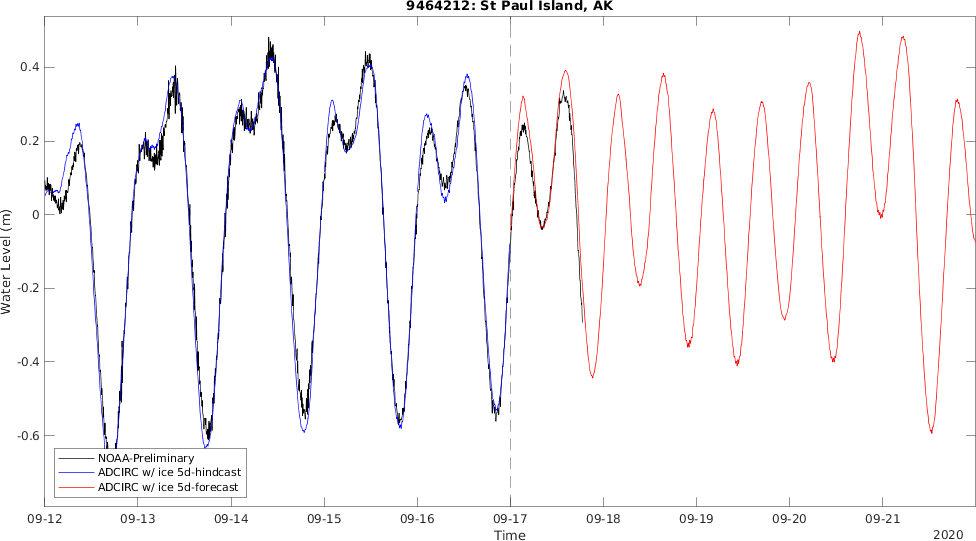 9464212: St Paul Island, AK
Water Level (m)
0.4
0.2
0
-0.2
-0.4
-0.6
NOAA-Preliminary
ADCIRC w/ ice 5d-hindcast
ADCIRC w/ ice 5d-forecast
09-12 09-13 09-14 09-15 09-16 09-17 09-18 09-19 09-20 09-21
Time
2020